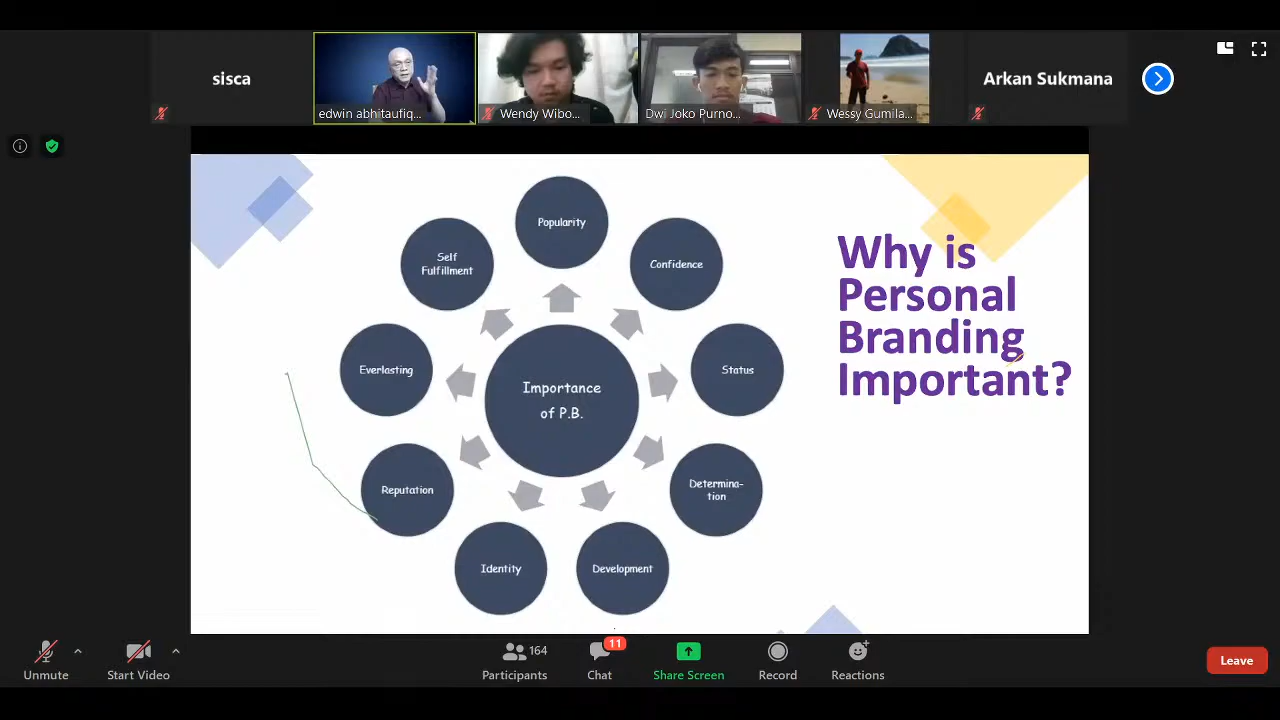 sisca
edwin abhitaufiq...
Wendy Wibo...
Dwi Joko Purno...
Wessy Gumila...
Arkan Sukmana
Popularity
Self
Fulfillment
Confidence
Everlasting
Status
Importance
of P.B.
Reputation
Determina-
tion
Identity
Development
Why is
Personal
Branding
Important?
Unmute
Start Video
164
Participants
11
Chat
Share Screen
Record
Reactions
Leave